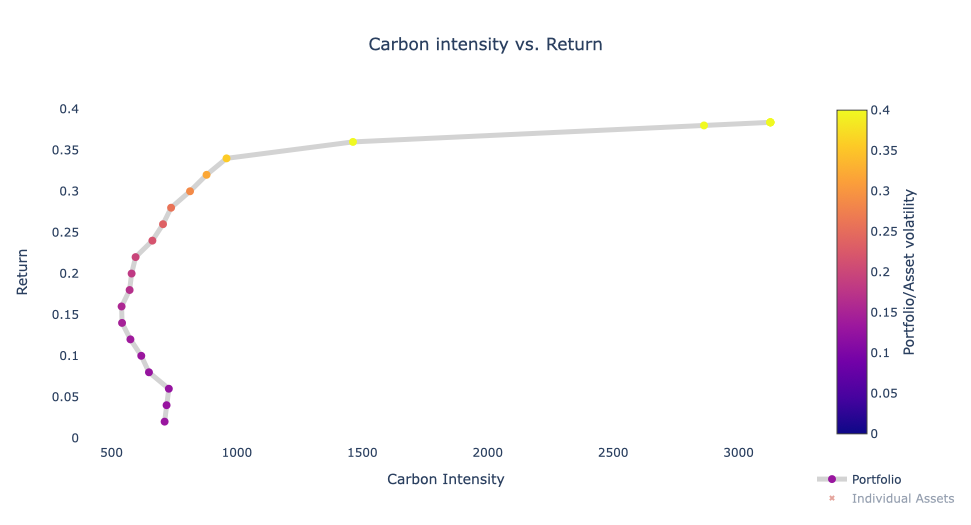 Carbon intensity vs. Return
0.4
0.35
0.3
0.25
0.2
0.15
0.1
0.05
0
Return
500 1000 1500 2000 2500 3000
Carbon Intensity
0.4
0.35
0.3
0.25
0.2
0.15
0.1
0.05
0
Portfolio/Asset volatility
Portfolio
Individual Assets